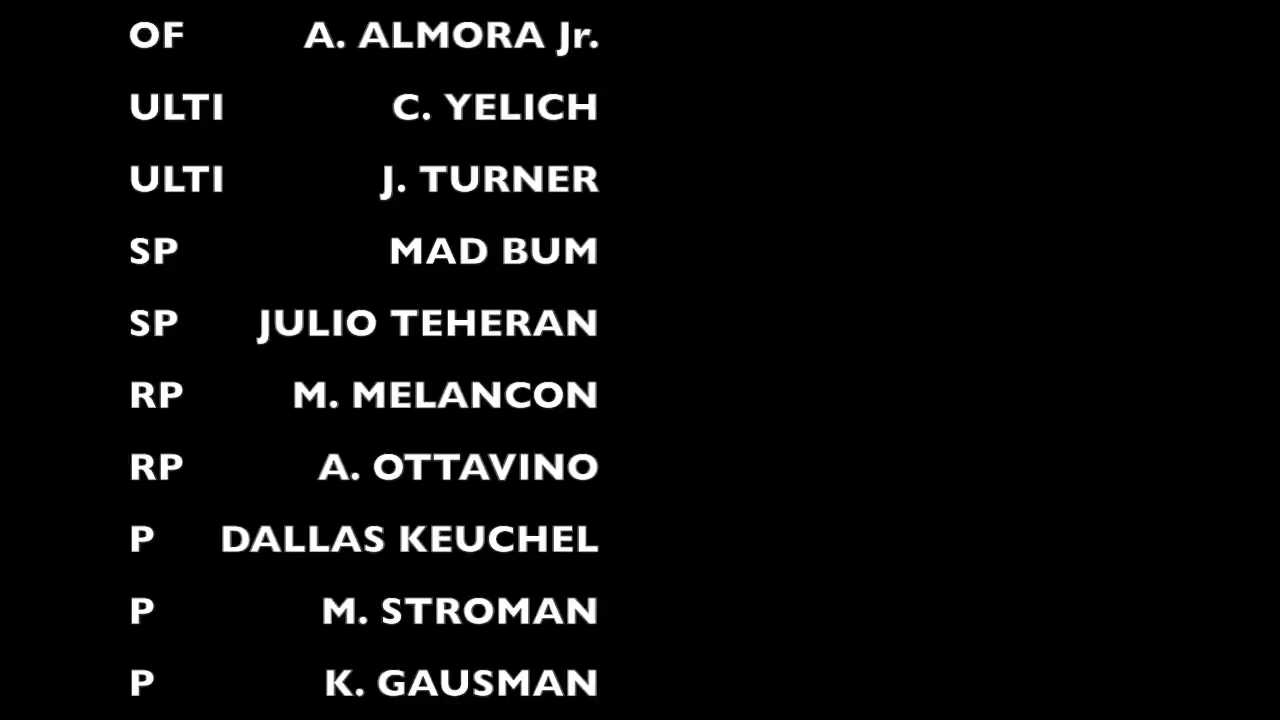 OF A. ALMORA Jr.
ULTI C. YELICH
ULTI J. TURNER
SP MAD BUM
SP JULIO TEHERAN
RP M. MELANCON
RP A. OTTAVINO
P DALLAS KEUCHEL
P M. STROMAN
P K. GAUSMAN